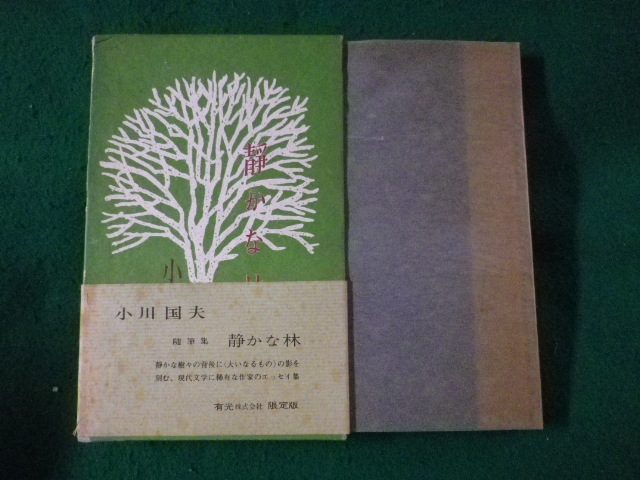 静かな
小
小川国夫
随筆集 静かな林
静かな樹々の背後に〈大いなるもの〉の影を
刻む、現代文学に稀有な作家のエッセイ集
有光株式会社 限定版